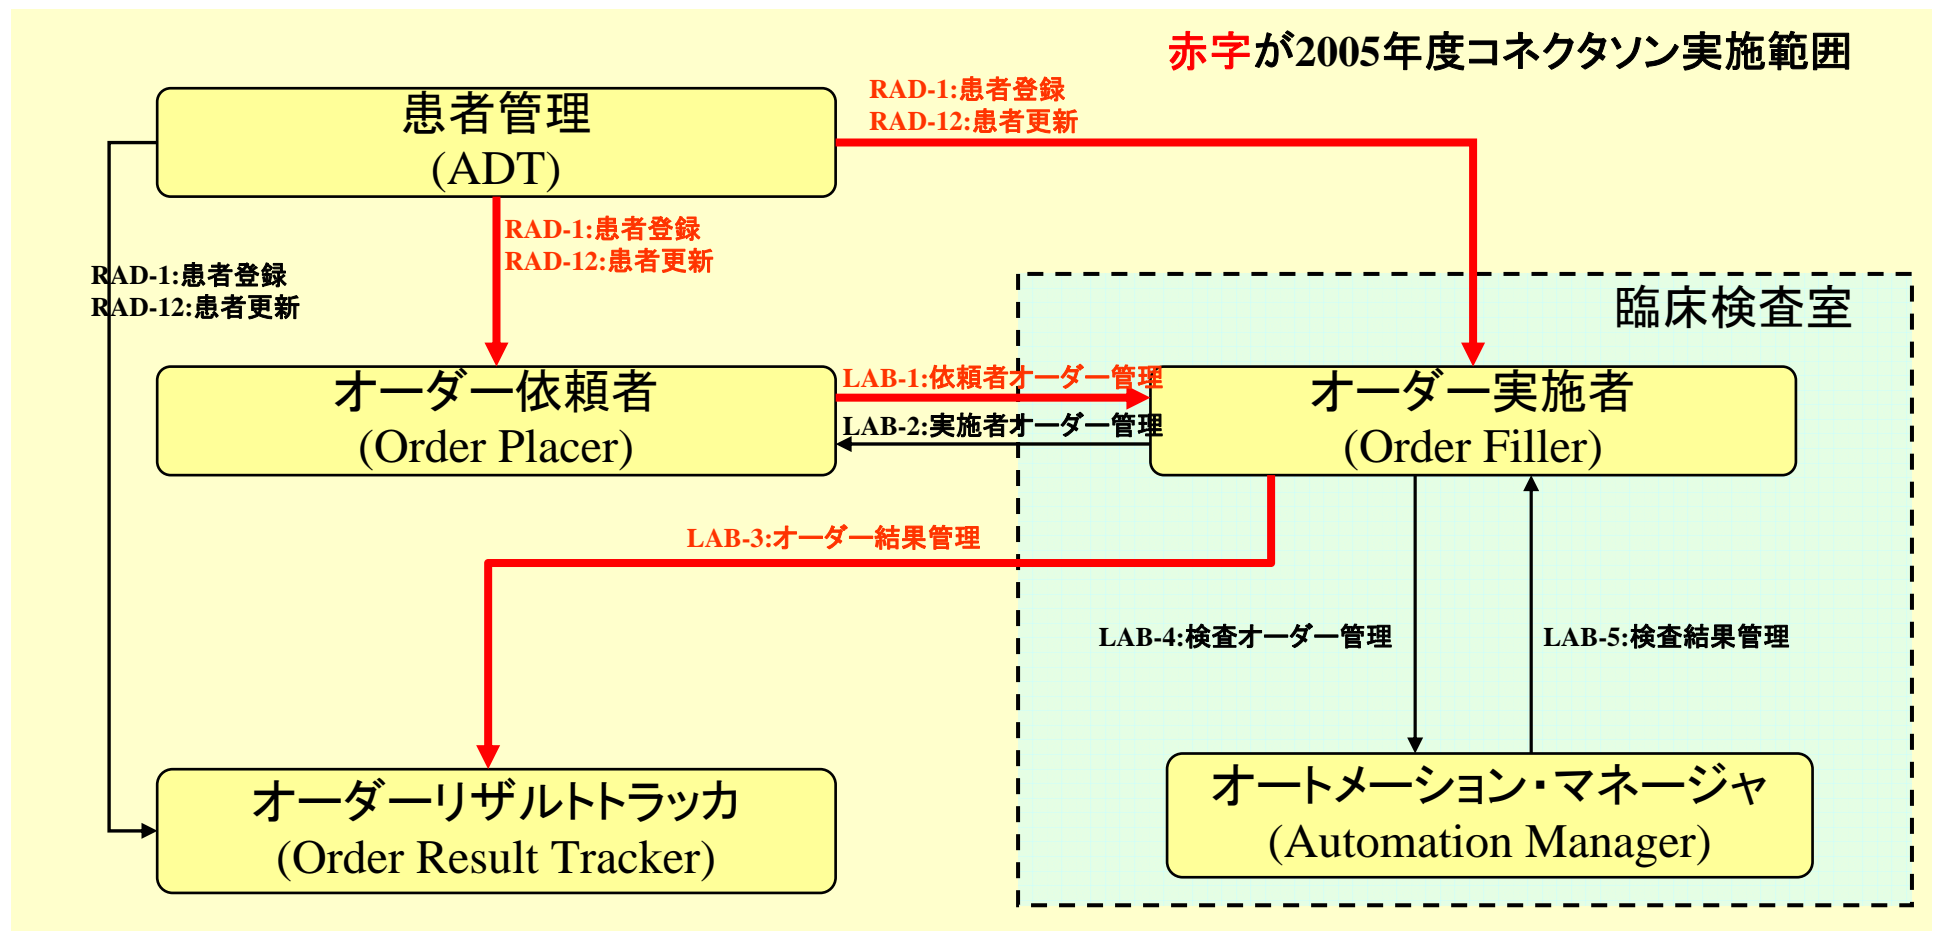 赤字が2005年度コネクタソン実施範囲
RAD-1:患者登録
RAD-12:患者更新
患者管理
(ADT)
RAD-1:患者登録
RAD-12:患者更新
RAD-1:患者登録
RAD-12:患者更新
臨床検査室
オーダー依頼者
(Order Placer)
LAB-1:依頼者オーダー管理
LAB-2:実施者オーダー管理
オーダー実施者
(Order Filler)
LAB-3:オーダー結果管理
LAB-4:検査オーダー管理
LAB-5:検査結果管理
オーダーリザルトトラッカ
(Order Result Tracker)
オートメーション・マネージャ
(Automation Manager)